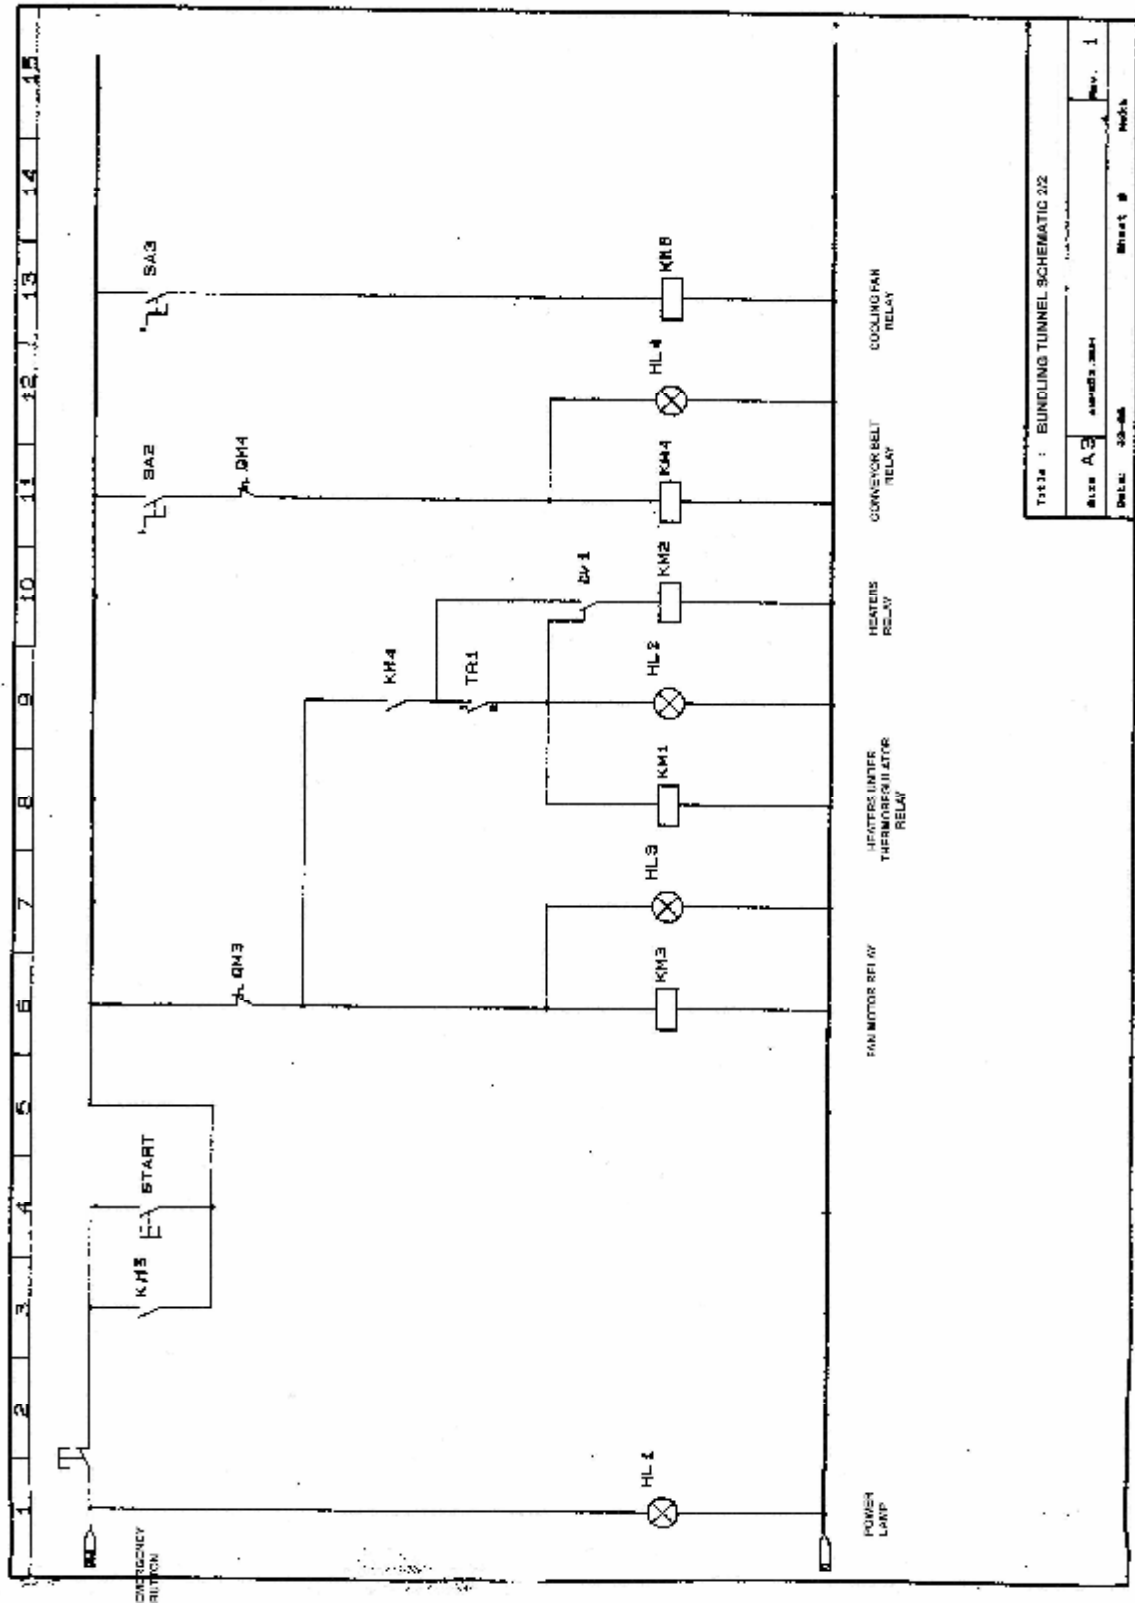 1 2 3 4 5 6 7 8 9 10 11 12 13 14 15
EMERGENCY
BUTTON
KM3
START
QM3
SA2
SA3
QM4
KM4
TR1
HL1
KM3
HL3
KM1
HL2
KM2
KM4
HL4
POWER
LAMP
FAN MOTOR RELAY
HEATERS UNDER
THERMOREGULATOR
RELAY
HEATERS
RELAY
CONVEYOR BELT
RELAY
COOLING FAN
RELAY
Title : BUNDLING TUNNEL SCHEMATIC 2/2
Size A3
Rev. 1
Date:
Sheet #